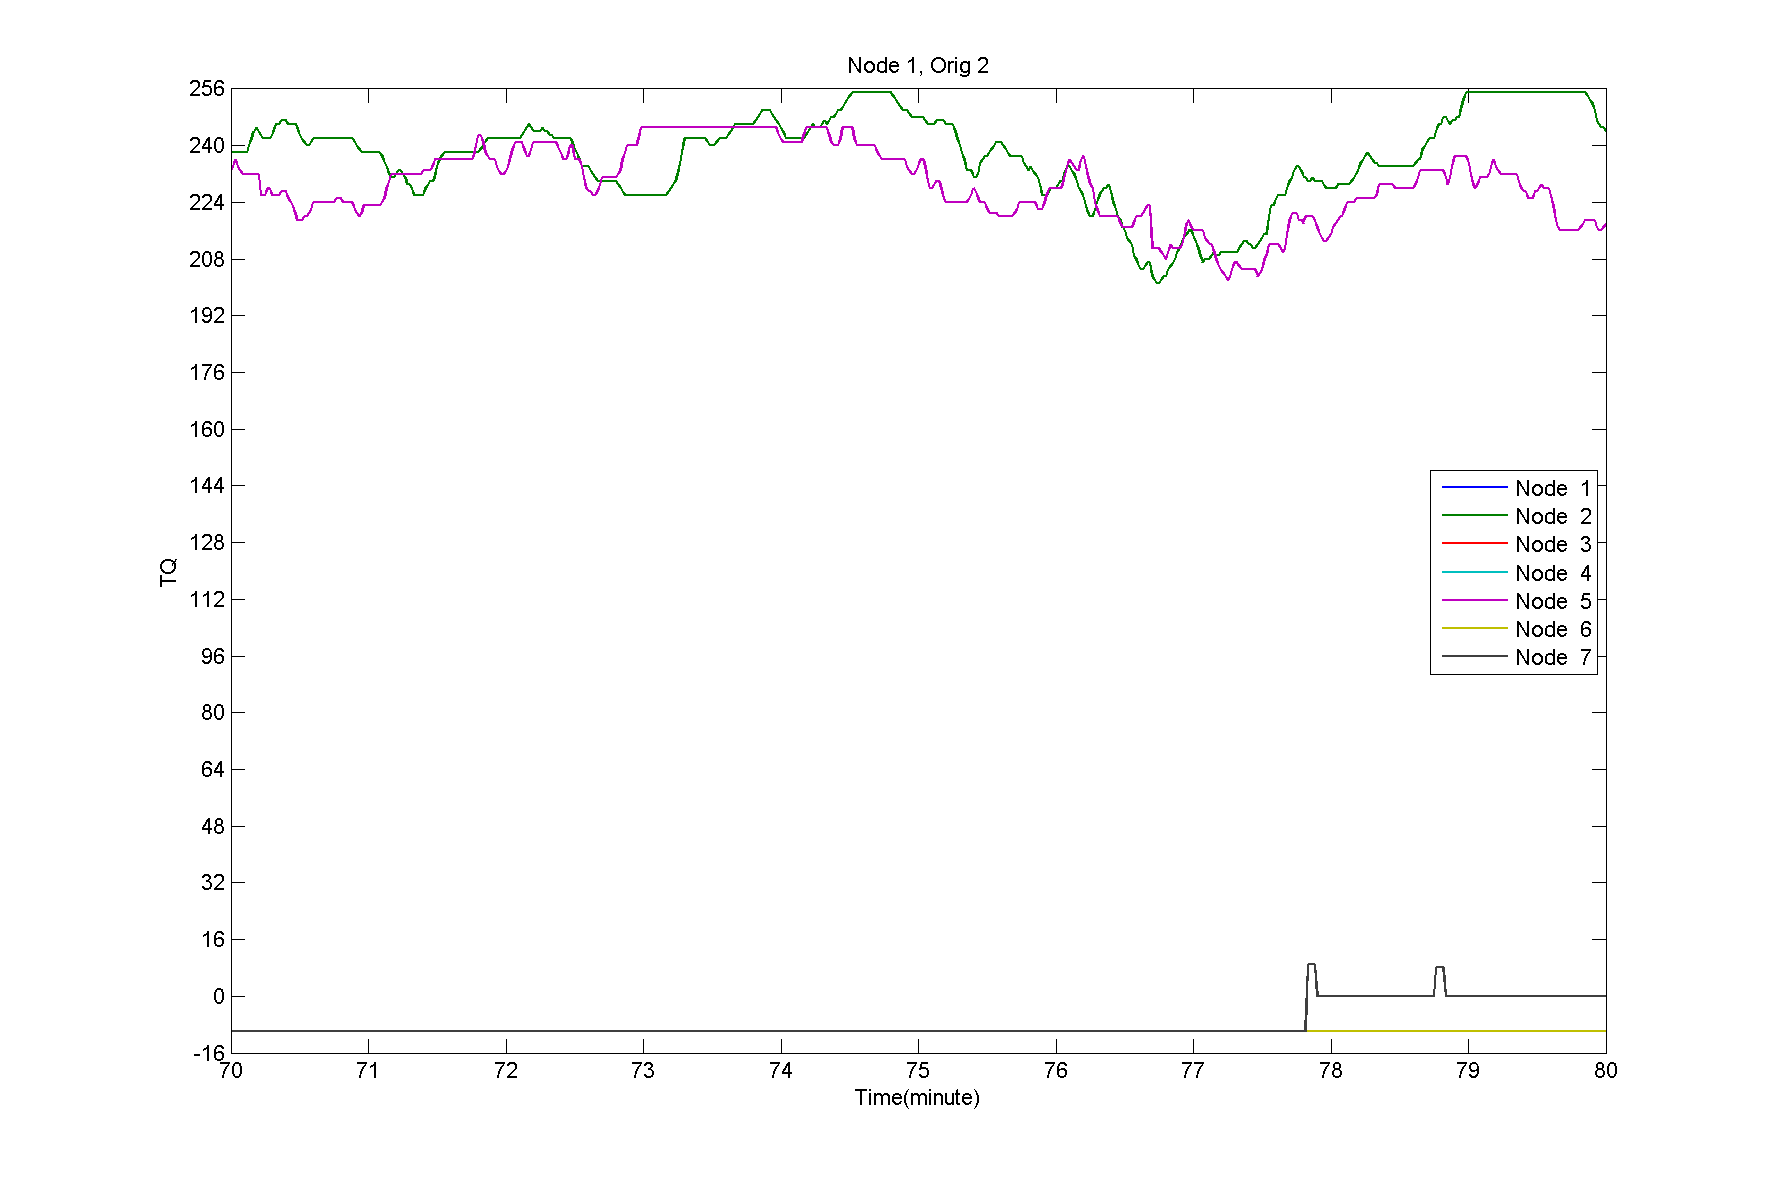 Node 1, Orig 2
256
240
224
208
192
176
160
144
128
112
96
80
64
48
32
16
0
-16
TQ
Node 1
Node 2
Node 3
Node 4
Node 5
Node 6
Node 7
70 71 72 73 74 75 76 77 78 79 80
Time(minute)